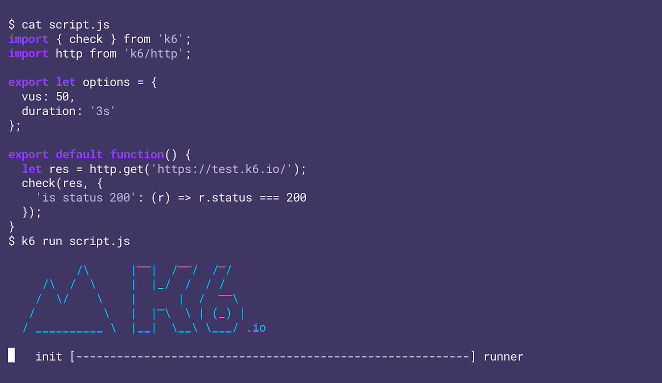 $ cat script.js
import { check } from 'k6';
import http from 'k6/http';
export let options = {
  vus: 50,
  duration: '3s'
};
export default function() {
  let res = http.get('https://test.k6.io/');
  check(res, {
    'is status 200': (r) => r.status === 200
  });
}
$ k6 run script.js
          /\      |‾‾|  /‾‾/  /‾/
     /\  /  \     |  |_/  /  / /
    /  \/    \    |      |  /  ‾‾\
   /          \   |  |‾\  \ | (_) |
  / __________ \  |__|  \__\ \___/ .io
    init [----------------------------------------------------------] runner